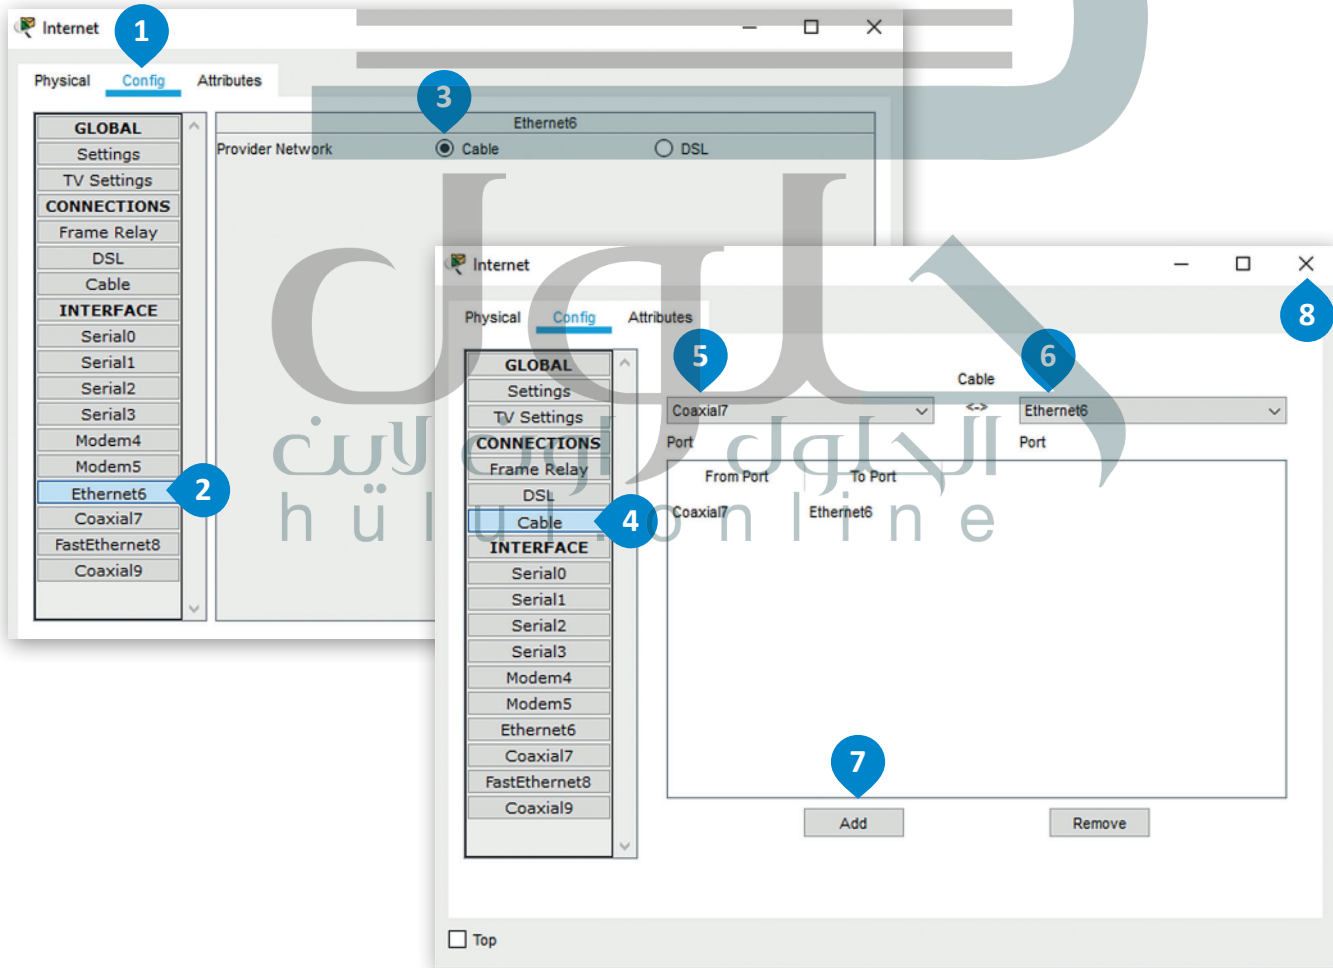 Internet
1
Physical Config Attributes
3
GLOBAL
Settings
TV Settings
CONNECTIONS
Frame Relay
DSL
Cable
INTERFACE
Serial0
Serial1
Serial2
Serial3
Modem4
Modem5
Ethernet6
2
Coaxial7
FastEthernet8
Coaxial9
Ethernet6
Provider Network Cable DSL
Internet
8
Physical Config Attributes
5
6
GLOBAL
Settings
TV Settings
CONNECTIONS
Frame Relay
DSL
Cable
4
INTERFACE
Serial0
Serial1
Serial2
Serial3
Modem4
Modem5
Ethernet6
Coaxial7
FastEthernet8
Coaxial9
Cable
Coaxial7 <-> Ethernet6
Port Port
From Port To Port
Coaxial7 Ethernet6
7
Add Remove
Top
حلول
الحلول اون لاين
hülul.online